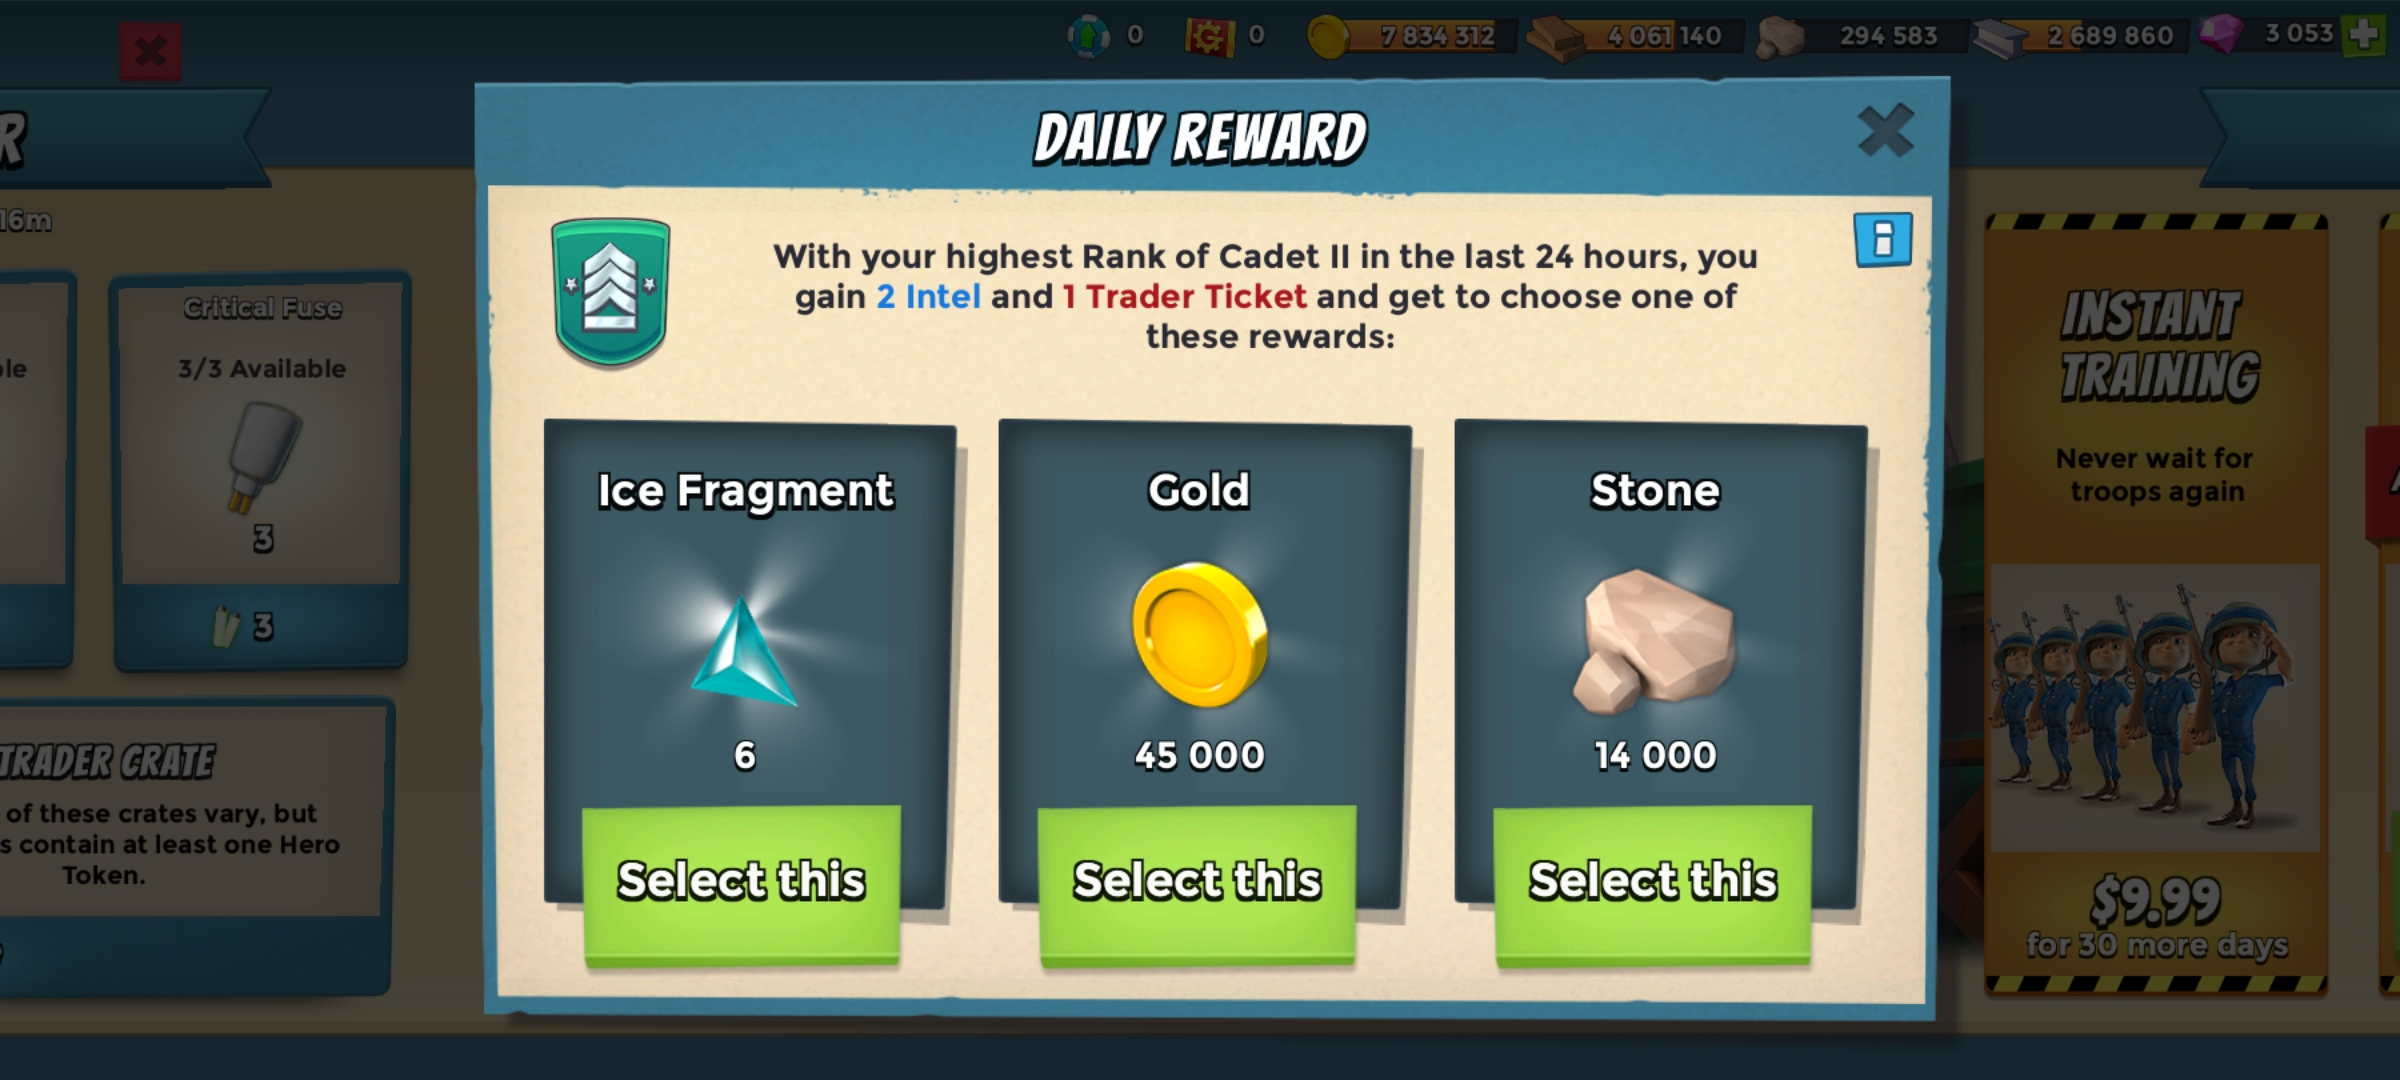 0
0
7 834 312
4 061 140
294 583
2 689 860
3 053
R
DAILY REWARD
16m
With your highest Rank of Cadet II in the last 24 hours, you
gain 2 Intel and 1 Trader Ticket and get to choose one of
these rewards:
Critical Fuse
3/3 Available
3
3
TRADER CRATE
of these crates vary, but
s contain at least one Hero
Token.
Ice Fragment
6
Select this
Gold
45 000
Select this
Stone
14 000
Select this
INSTANT
TRAINING
Never wait for
troops again
$9.99
for 30 more days